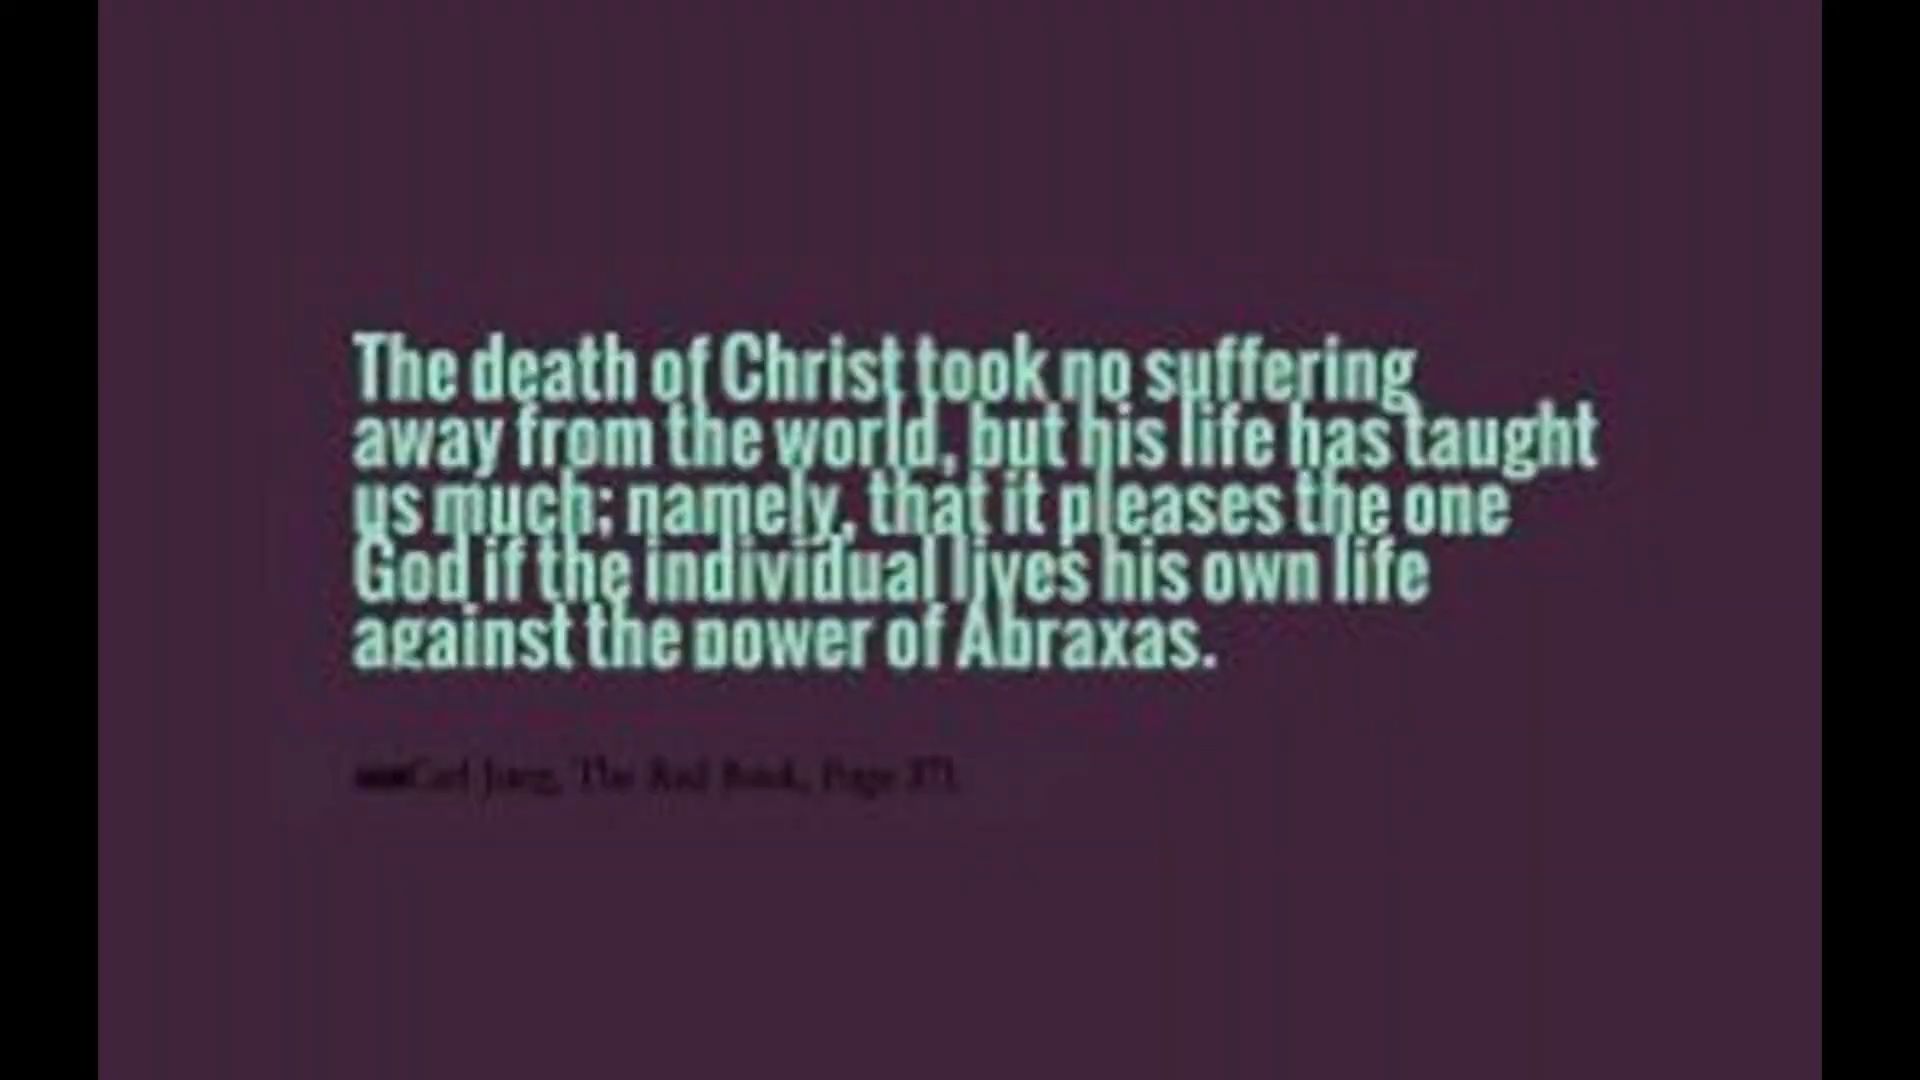 The death of Christ took no suffering
away from the world, but his life has taught
us much; namely, that it pleases the one
God if the individual lives his own life
against the power of Abraxas.
Carl Jung, The Red Book, Page 371.